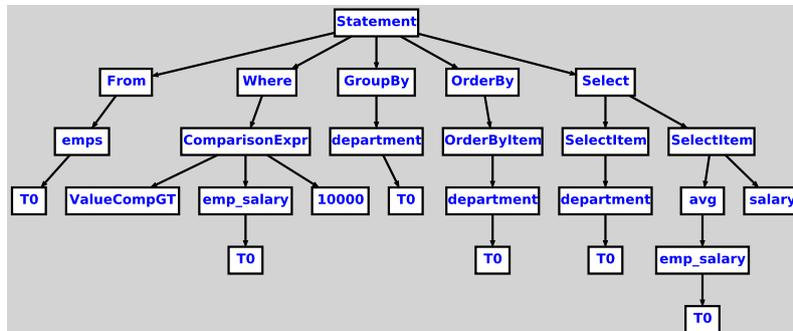 Statement
From
Where
GroupBy
OrderBy
Select
emps
ComparisonExpr
department
OrderByItem
SelectItem
SelectItem
T0
ValueCompGT
emp_salary
10000
T0
department
department
avg
salary
T0
T0
T0
emp_salary
T0